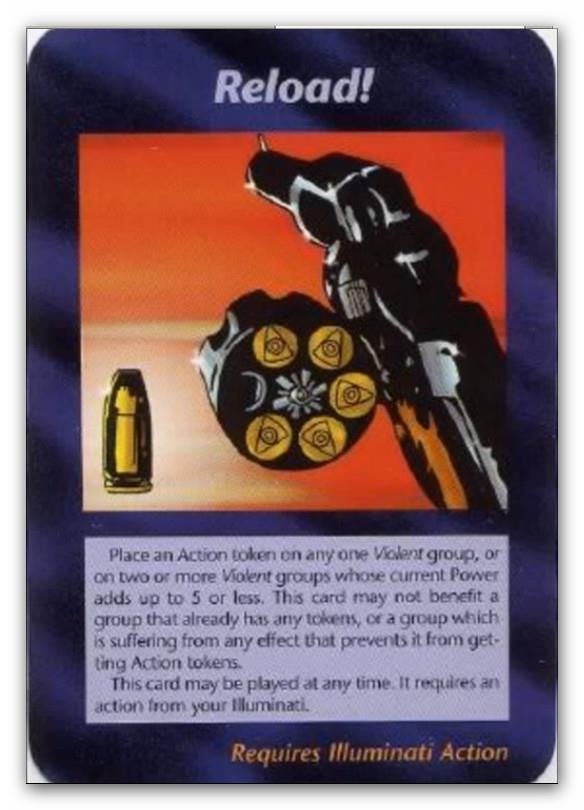 Reload!
Place an Action token on any one Violent group, or
on two or more Violent groups whose current Power
adds up to 5 or less. This card may not benefit a
group that already has any tokens, or a group which
is suffering from any effect that prevents it from get-
ting Action tokens.
This card may be played at any time. It requires an
action from your Illuminati.
Requires Illuminati Action